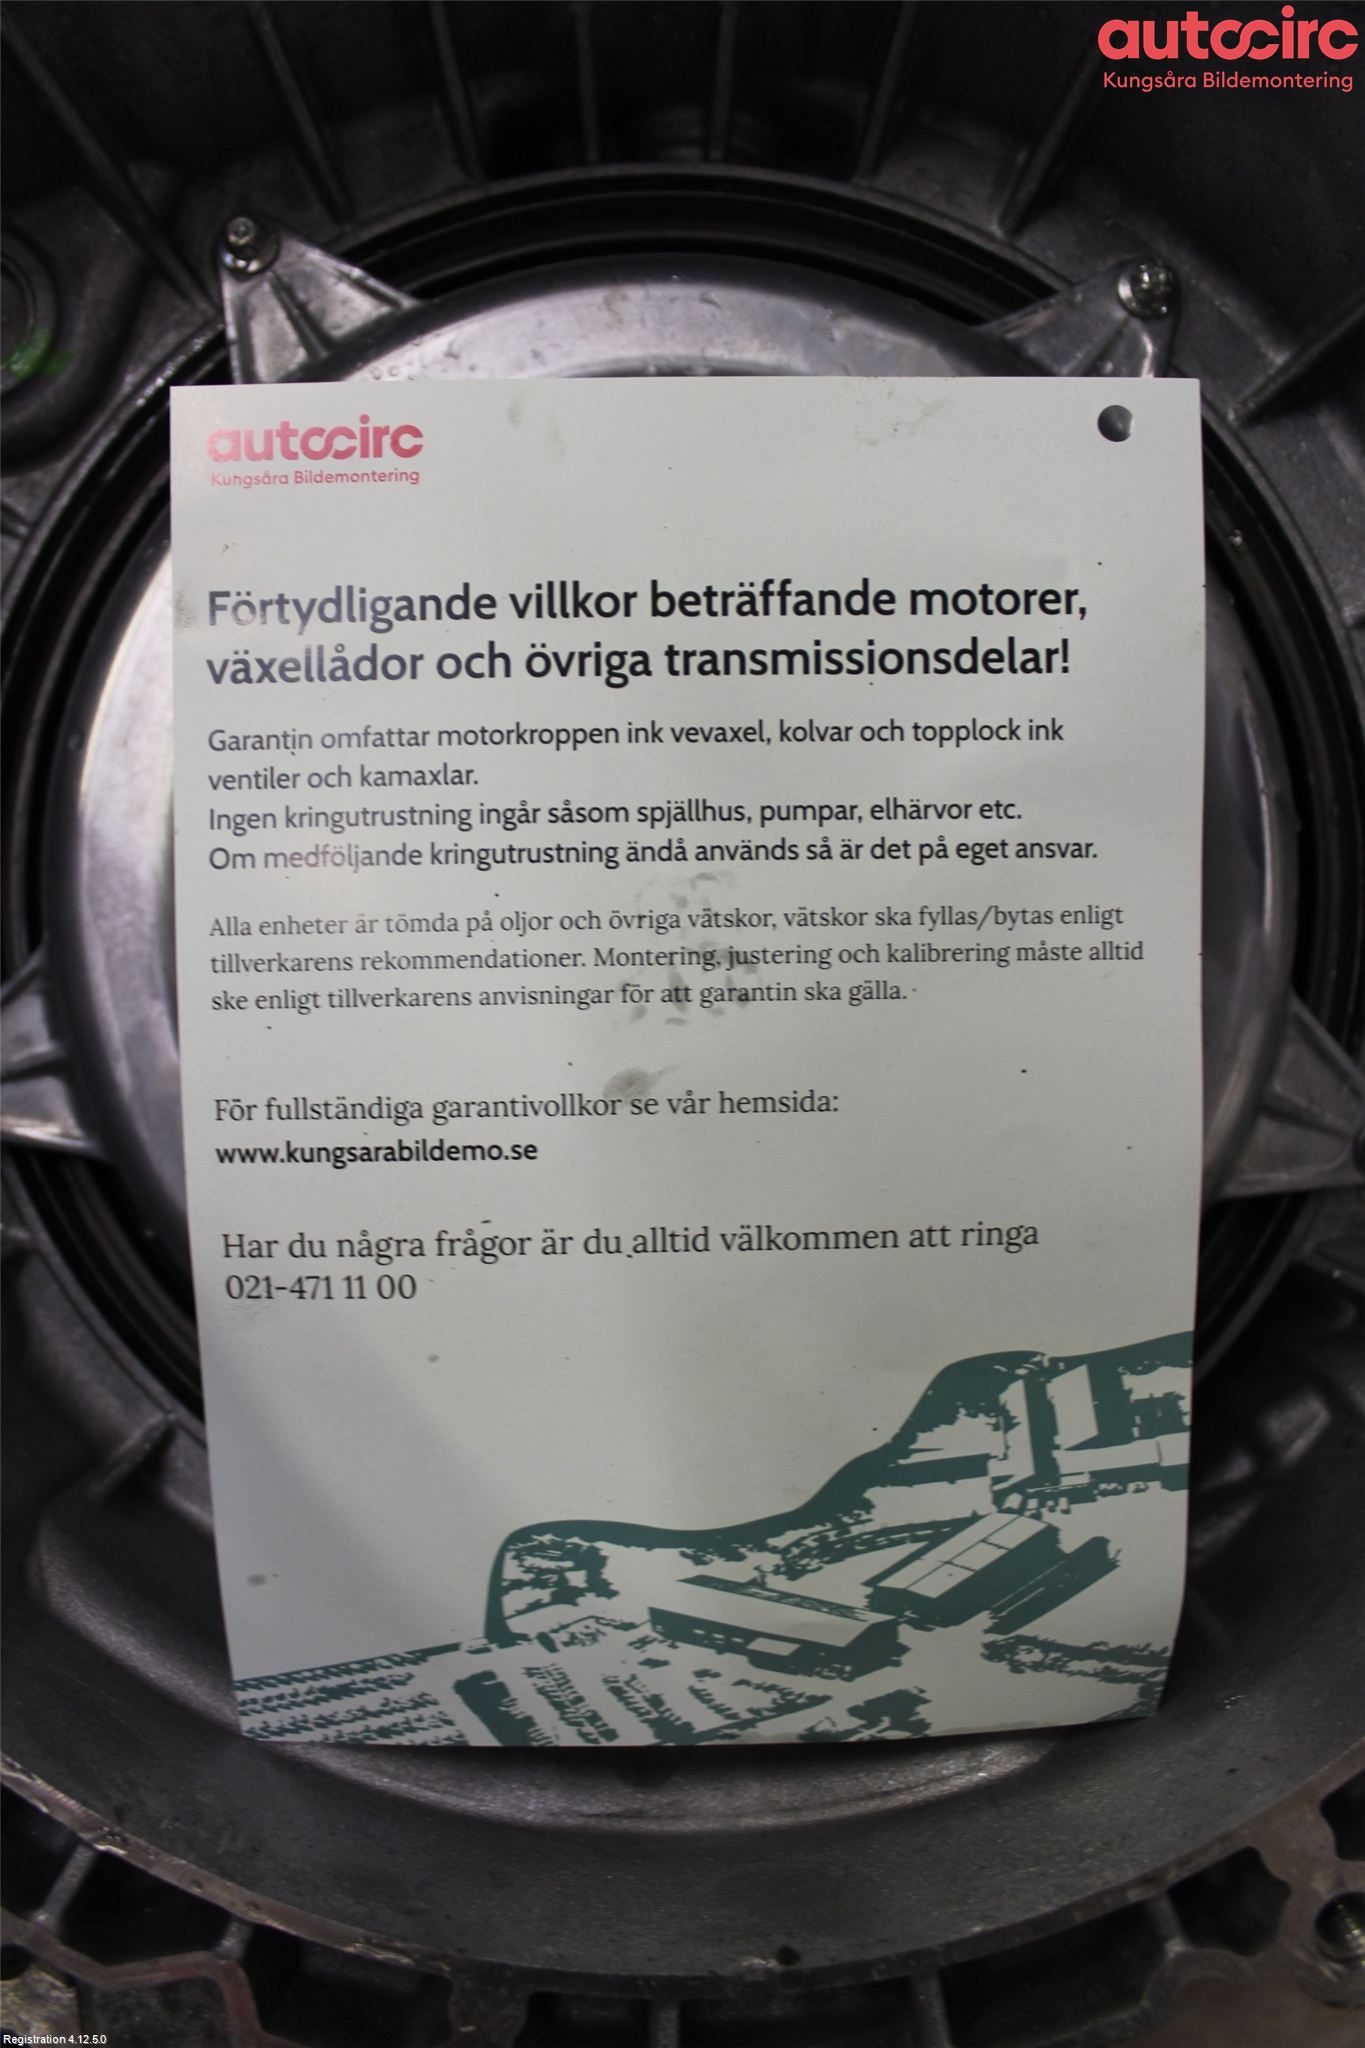 autocirc
Kungsåra Bildemontering
autocirc
Kungsåra Bildemontering
Förtydligande villkor beträffande motorer,
växellådor och övriga transmissionsdelar!
Garantin omfattar motorkroppen ink vevaxel, kolvar och topplock ink
ventiler och kamaxlar.
Ingen kringutrustning ingår såsom spjällhus, pumpar, elhärvor etc.
Om medföljande kringutrustning ändå används så är det på eget ansvar.
Alla enheter är tömda på oljor och övriga vätskor, vätskor ska fyllas/bytas enligt
tillverkarens rekommendationer. Montering, justering och kalibrering måste alltid
ske enligt tillverkarens anvisningar för att garantin ska gälla.
För fullständiga garantivollkor se vår hemsida:
www.kungsarabildemo.se
Har du några frågor är du alltid välkommen att ringa
021-471 11 00
Registration 4.12.5.0